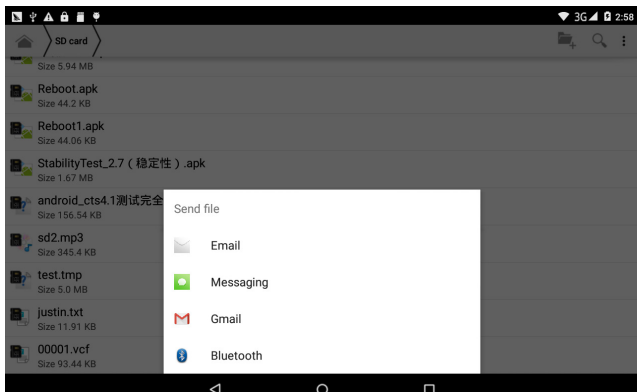 3G 2:58
SD card
Size 5.94 MB
Reboot.apk
Size 44.2 KB
Reboot1.apk
Size 44.06 KB
StabilityTest_2.7（稳定性）.apk
Size 1.67 MB
android_cts4.1测试完全
Size 156.54 KB
sd2.mp3
Size 345.4 KB
test.tmp
Size 5.0 MB
justin.txt
Size 11.91 KB
00001.vcf
Size 93.44 KB
Send file
Email
Messaging
Gmail
Bluetooth